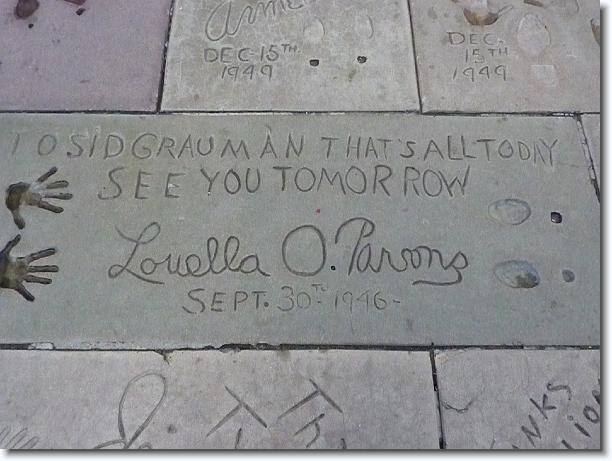 Annie
DEC. 15TH
1949
DEC.
15TH
1949
TO SID GRAUMAN THAT'S ALL TODAY
SEE YOU TOMORROW
Louella O. Parsons
SEPT. 30TH 1946-